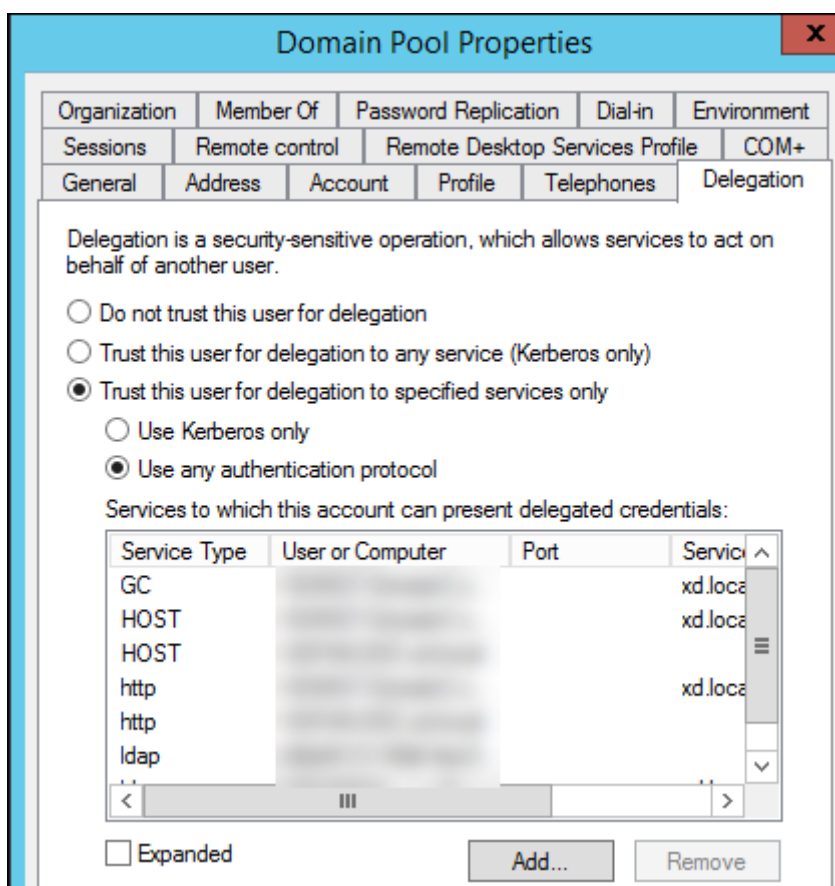 Domain Pool Properties
x
Organization Member Of Password Replication Dial-in Environment
Sessions Remote control Remote Desktop Services Profile COM+
General Address Account Profile Telephones Delegation
Delegation is a security-sensitive operation, which allows services to act on
behalf of another user.
Do not trust this user for delegation
Trust this user for delegation to any service (Kerberos only)
Trust this user for delegation to specified services only
Use Kerberos only
Use any authentication protocol
Services to which this account can present delegated credentials:
Service Type User or Computer Port Servic
GC xd.loca
HOST xd.loca
HOST
http xd.loca
http
ldap
Expanded Add... Remove